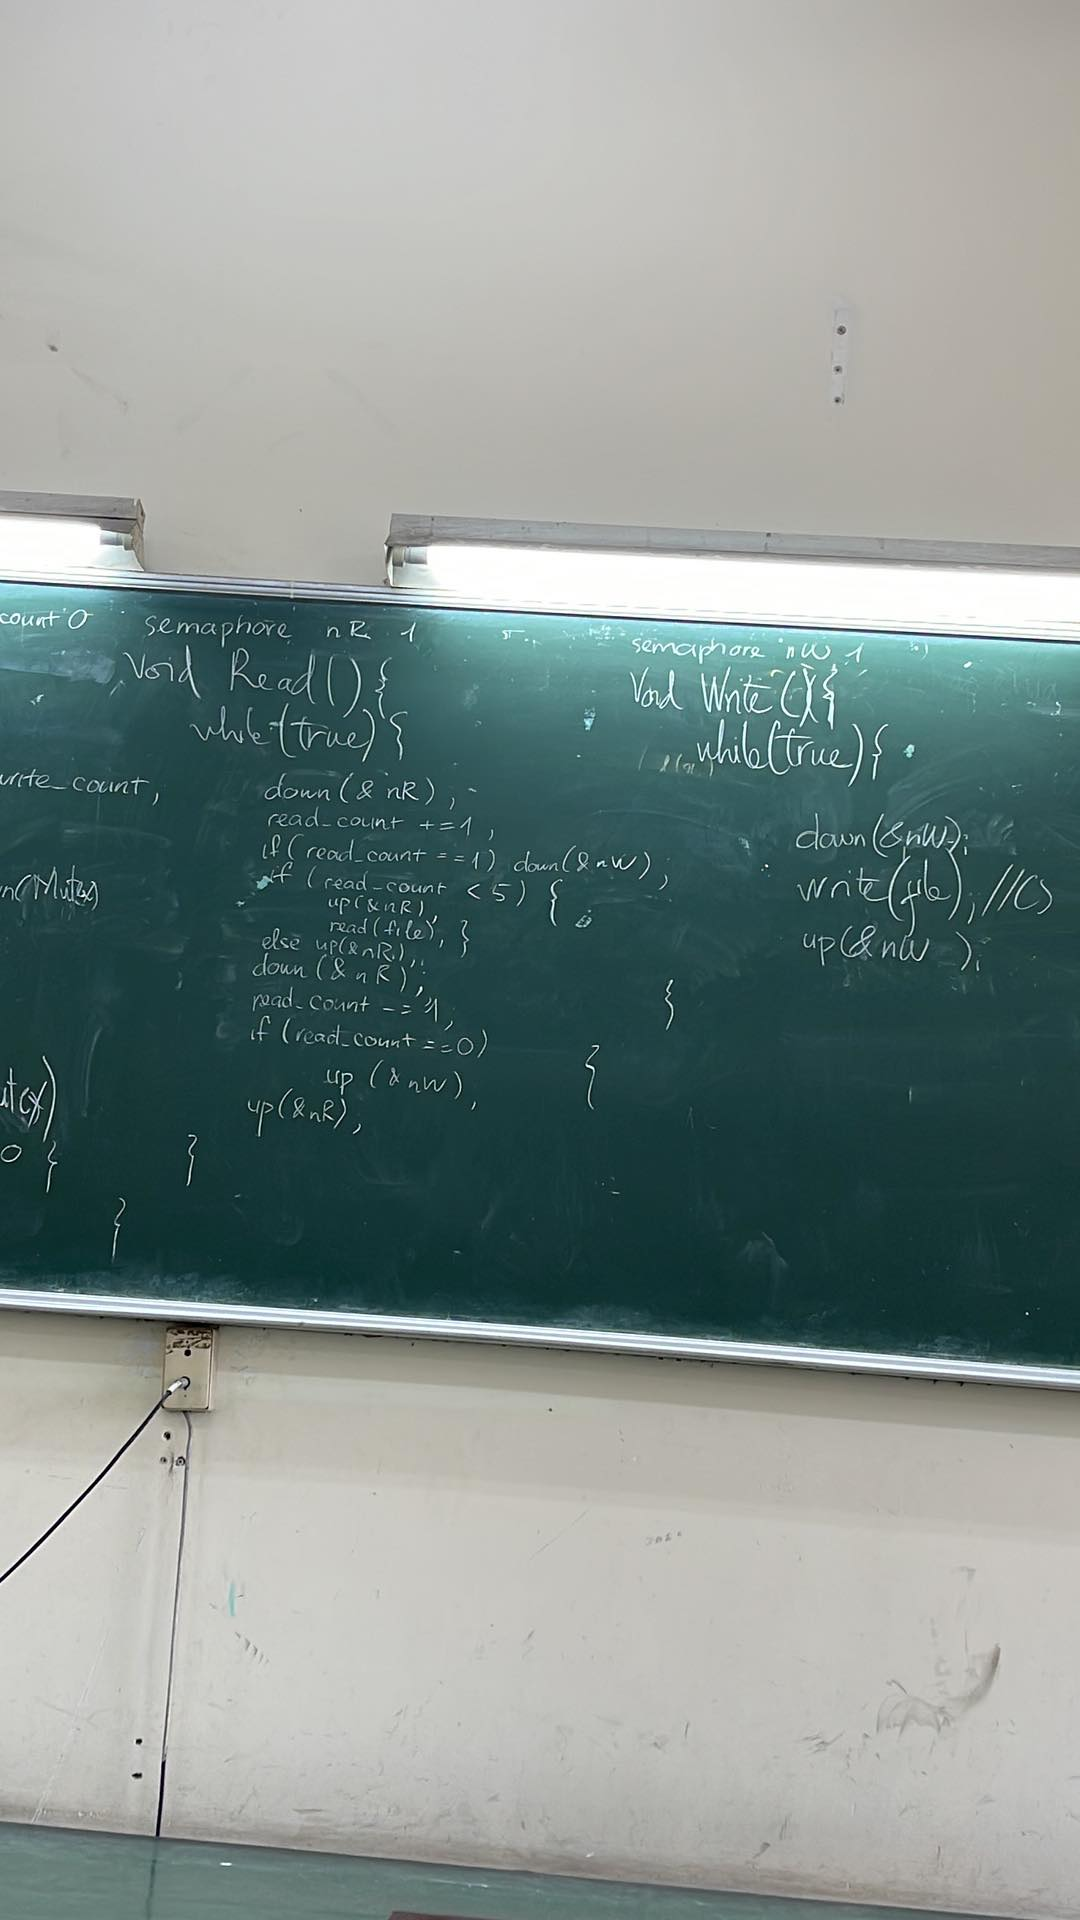 count 0
write_count,
(Mutex)
utex)
0 {
semaphore nR 1
Void Read() {
while(true) {
down(& nR);
read_count +=1,
if( read_count ==1) down(&nW);
if (read_count < 5) {
up(&nR),
read(file), }
else up(&nR);
down (& nR);
read_count -= 1,
if (read_count ==0)
up (&nW),
up(&nR),
}
}
semaphore nW 1
Void Write () {
while(true) {
down(&nW);
write(file); //CS
up(&nW );
}
}